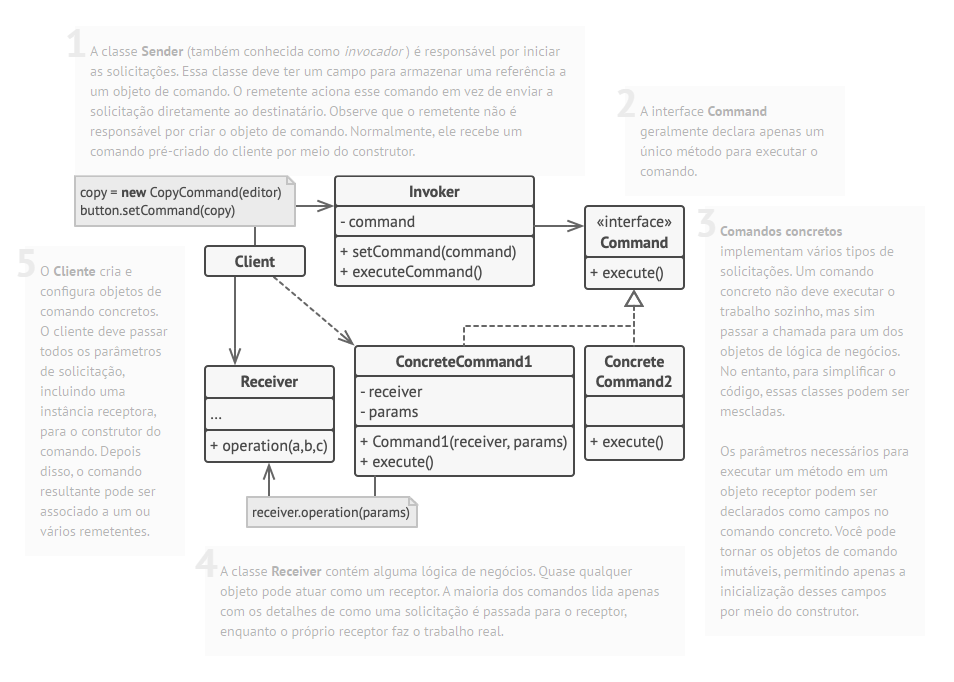 1
A classe Sender (também conhecida como invocador ) é responsável por iniciar
as solicitações. Essa classe deve ter um campo para armazenar uma referência a
um objeto de comando. O remetente aciona esse comando em vez de enviar a
solicitação diretamente ao destinatário. Observe que o remetente não é
responsável por criar o objeto de comando. Normalmente, ele recebe um
comando pré-criado do cliente por meio do construtor.
2
A interface Command
geralmente declara apenas um
único método para executar o
comando.
copy = new CopyCommand(editor)
button.setCommand(copy)
Invoker
- command
+ setCommand(command)
+ executeCommand()
«interface»
Command
+ execute()
3
Comandos concretos
implementam vários tipos de
solicitações. Um comando
concreto não deve executar o
trabalho sozinho, mas sim
passar a chamada para um dos
objetos de lógica de negócios.
No entanto, para simplificar o
código, essas classes podem ser
mescladas.
Os parâmetros necessários para
executar um método em um
objeto receptor podem ser
declarados como campos no
comando concreto. Você pode
tornar os objetos de comando
imutáveis, permitindo apenas a
inicialização desses campos
por meio do construtor.
5
O Cliente cria e
configura objetos de
comando concretos.
O cliente deve passar
todos os parâmetros
de solicitação,
incluindo uma
instância receptora,
para o construtor do
comando. Depois
disso, o comando
resultante pode ser
associado a um ou
vários remetentes.
Client
Receiver
...
+ operation(a,b,c)
ConcreteCommand1
- receiver
- params
+ Command1(receiver, params)
+ execute()
Concrete
Command2
+ execute()
receiver.operation(params)
4
A classe Receiver contém alguma lógica de negócios. Quase qualquer
objeto pode atuar como um receptor. A maioria dos comandos lida apenas
com os detalhes de como uma solicitação é passada para o receptor,
enquanto o próprio receptor faz o trabalho real.